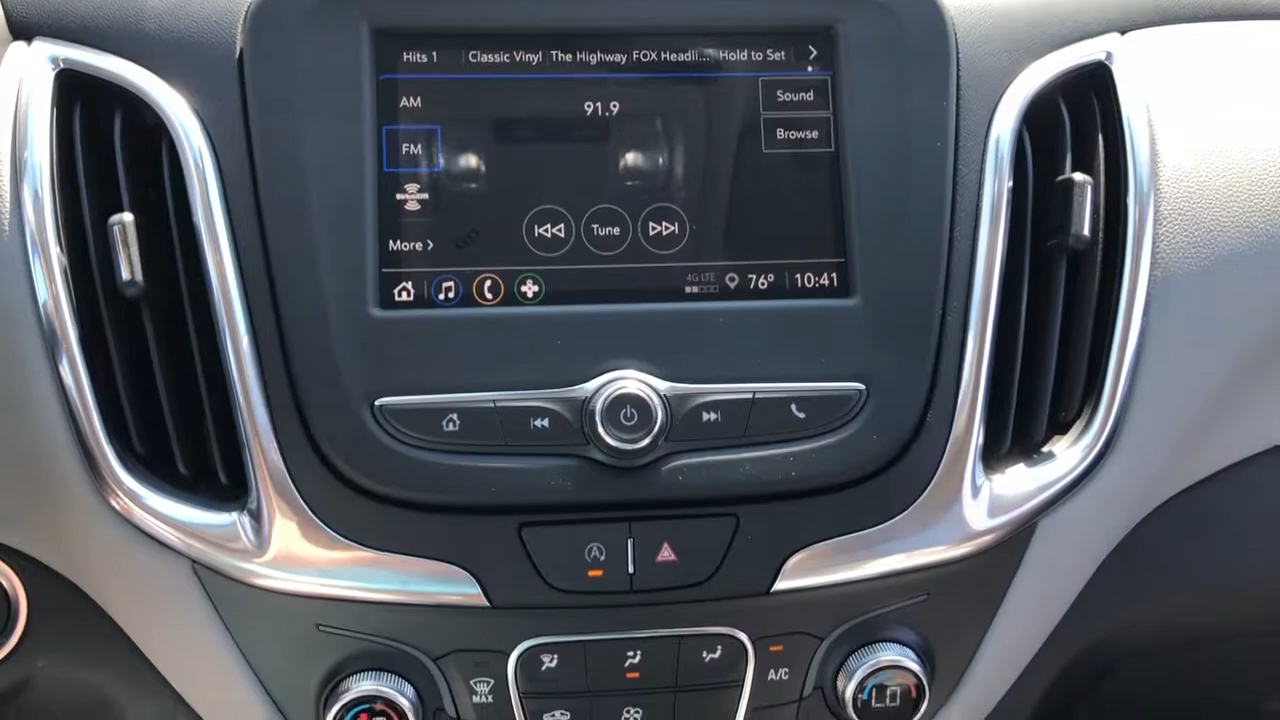 Hits 1
Classic Vinyl
The Highway
FOX Headli...
Hold to Set
AM
91.9
Sound
FM
Browse
SiriusXM
Tune
More
4G LTE
76°
10:41
A
MAX
A/C
LO